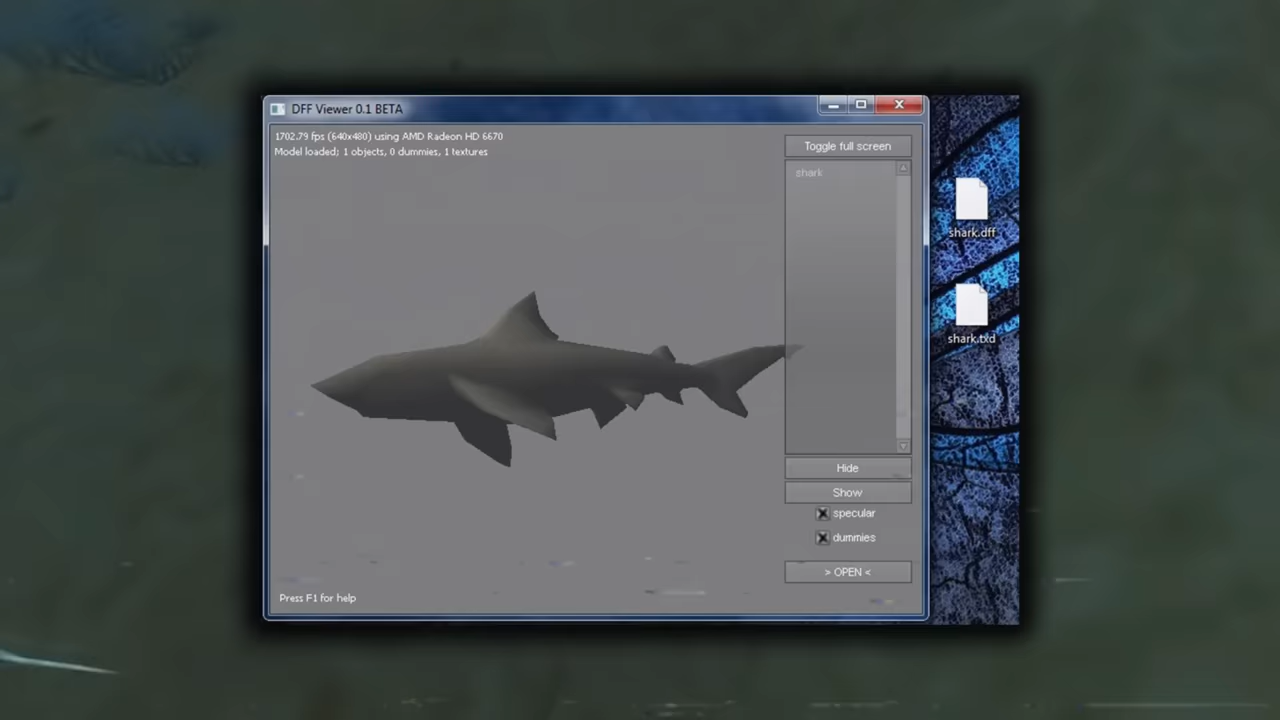 DFF Viewer 0.1 BETA
1702.79 fps (640x480) using AMD Radeon HD 6670
Model loaded; 1 objects, 0 dummies, 1 textures
Toggle full screen
shark
shark.dff
shark.txd
Hide
Show
specular
dummies
> OPEN <
Press F1 for help